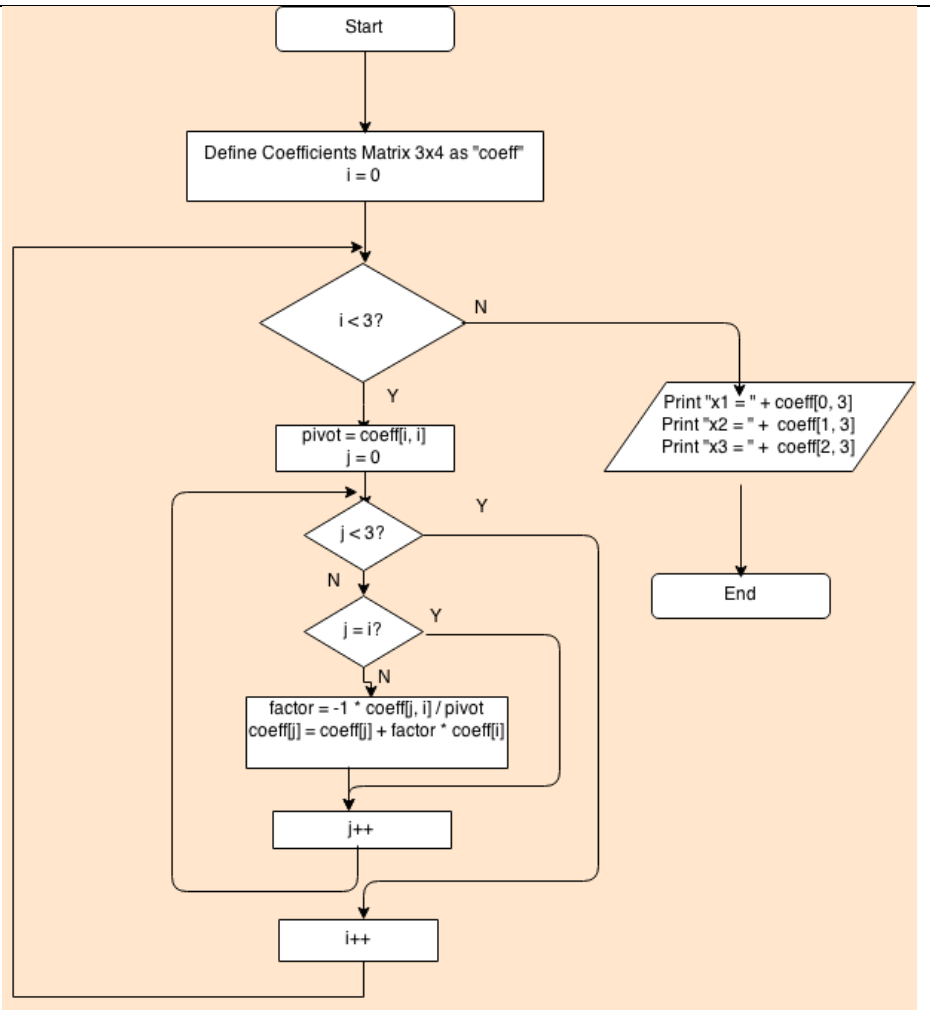 Start
Define Coefficients Matrix 3x4 as "coeff"
i = 0
i < 3?
N
Y
pivot = coeff[i, i]
j = 0
Print "x1 = " + coeff[0, 3]
Print "x2 = " + coeff[1, 3]
Print "x3 = " + coeff[2, 3]
End
j < 3?
Y
N
j = i?
Y
N
factor = -1 * coeff[j, i] / pivot
coeff[j] = coeff[j] + factor * coeff[i]
j++
i++